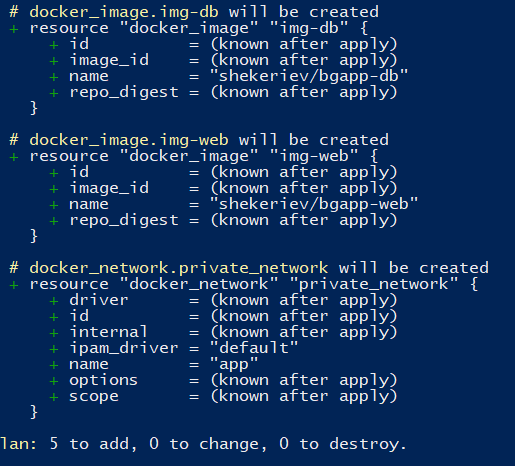 # docker_image.img-db will be created
+ resource "docker_image" "img-db" {
+ id = (known after apply)
+ image_id = (known after apply)
+ name = "shekeriev/bgapp-db"
+ repo_digest = (known after apply)
}
# docker_image.img-web will be created
+ resource "docker_image" "img-web" {
+ id = (known after apply)
+ image_id = (known after apply)
+ name = "shekeriev/bgapp-web"
+ repo_digest = (known after apply)
}
# docker_network.private_network will be created
+ resource "docker_network" "private_network" {
+ driver = (known after apply)
+ id = (known after apply)
+ internal = (known after apply)
+ ipam_driver = "default"
+ name = "app"
+ options = (known after apply)
+ scope = (known after apply)
}
lan: 5 to add, 0 to change, 0 to destroy.